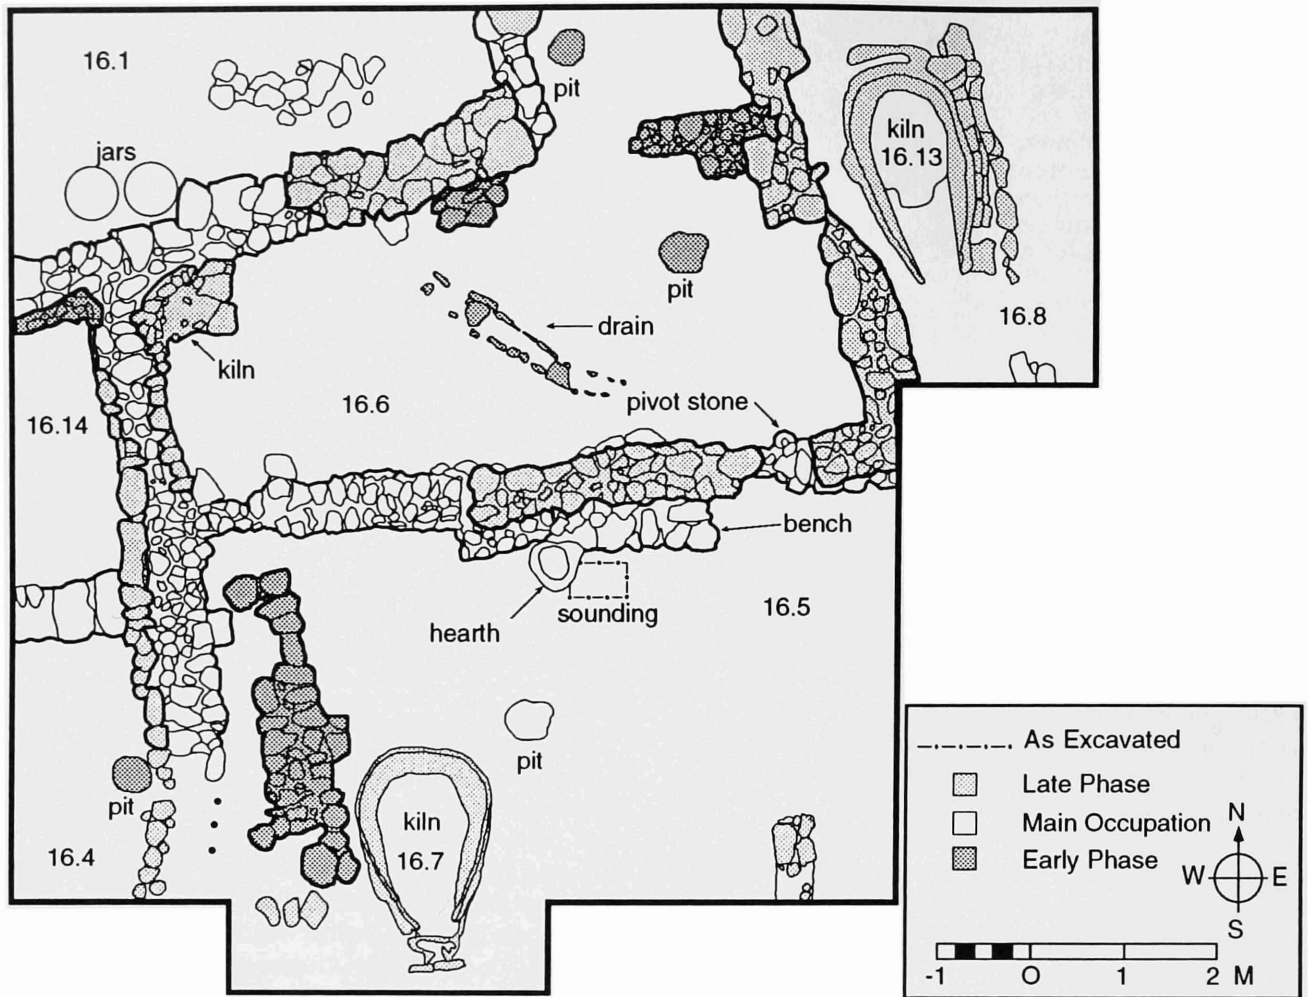 16.1
pit
jars
kiln
16.13
pit
16.8
drain
kiln
16.6
pivot stone
16.14
bench
hearth
sounding
16.5
pit
pit
kiln
16.7
16.4
As Excavated
Late Phase
Main Occupation
Early Phase
N
W E
S
-1 O 1 2 M